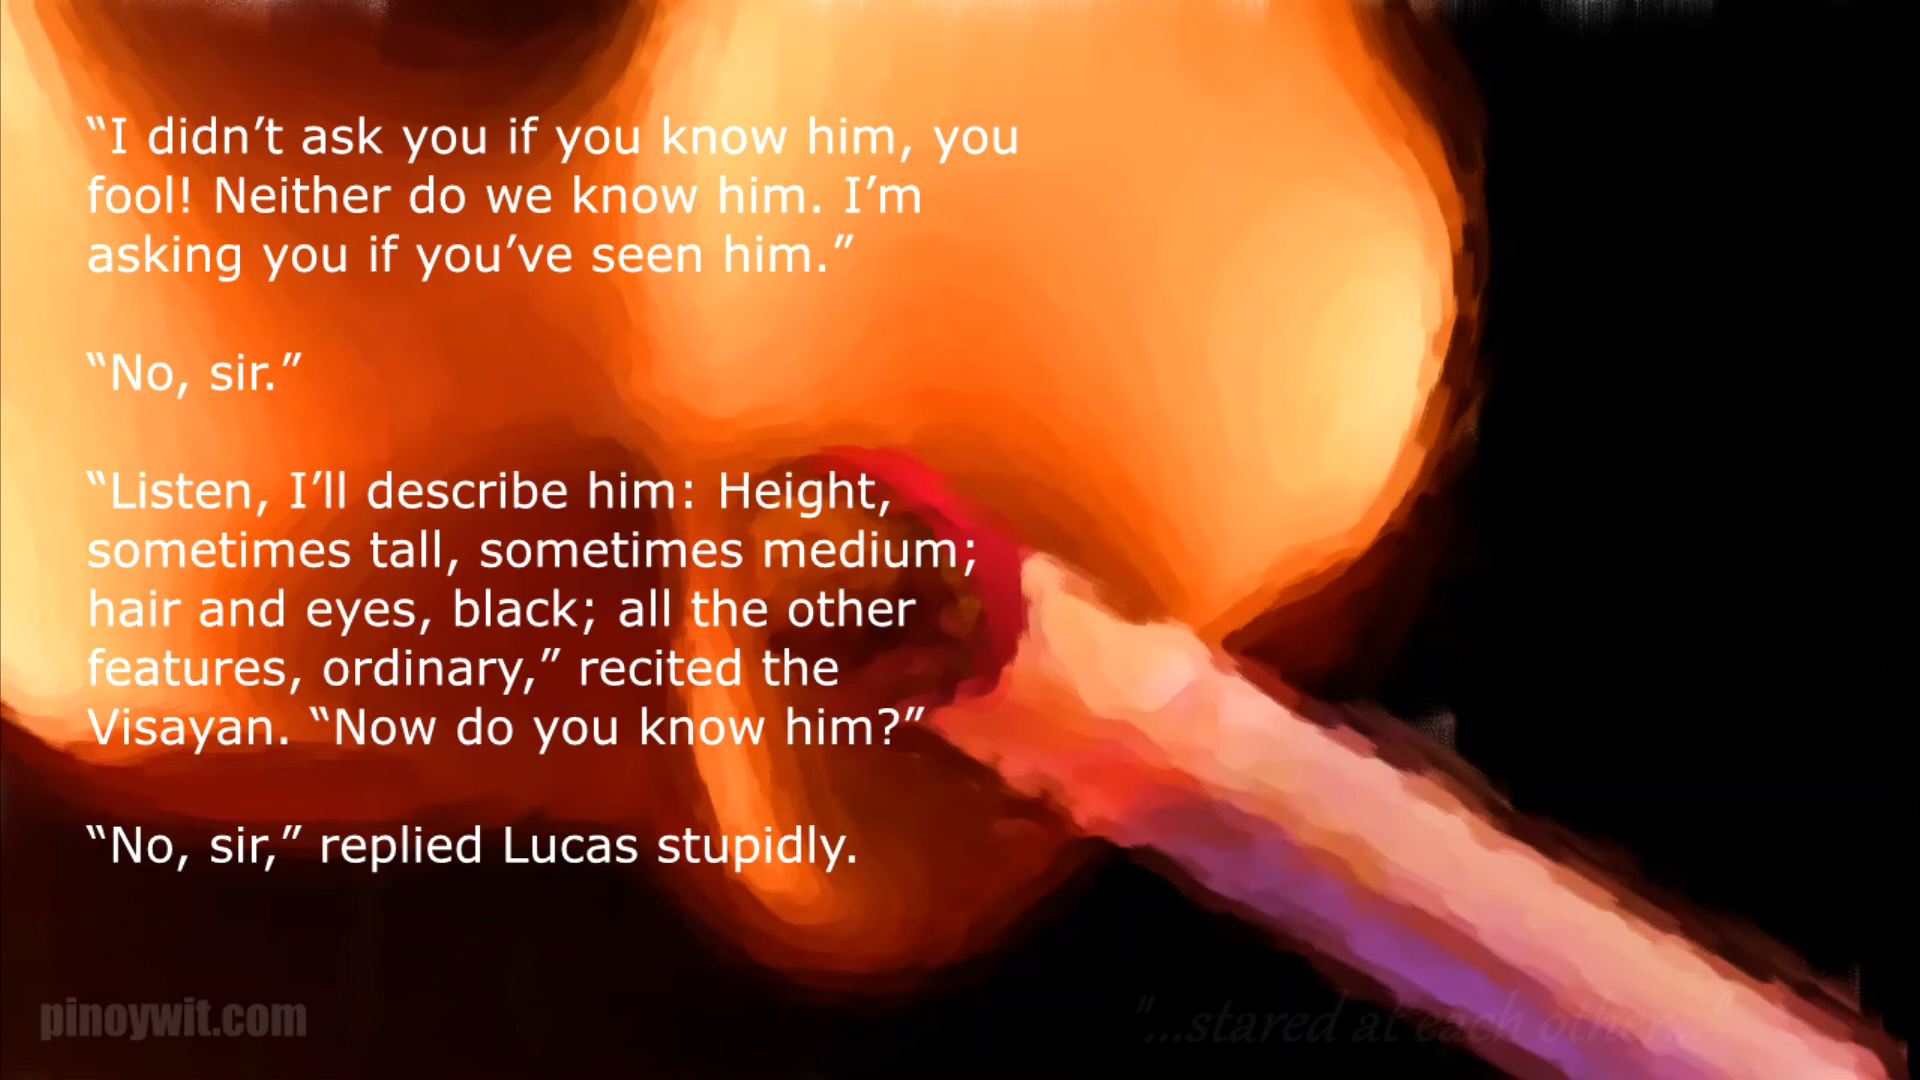 “I didn’t ask you if you know him, you
fool! Neither do we know him. I’m
asking you if you’ve seen him.”
“No, sir.”
“Listen, I’ll describe him: Height,
sometimes tall, sometimes medium;
hair and eyes, black; all the other
features, ordinary,” recited the
Visayan. “Now do you know him?”
“No, sir,” replied Lucas stupidly.
pinoywit.com
"...stared at each other..."